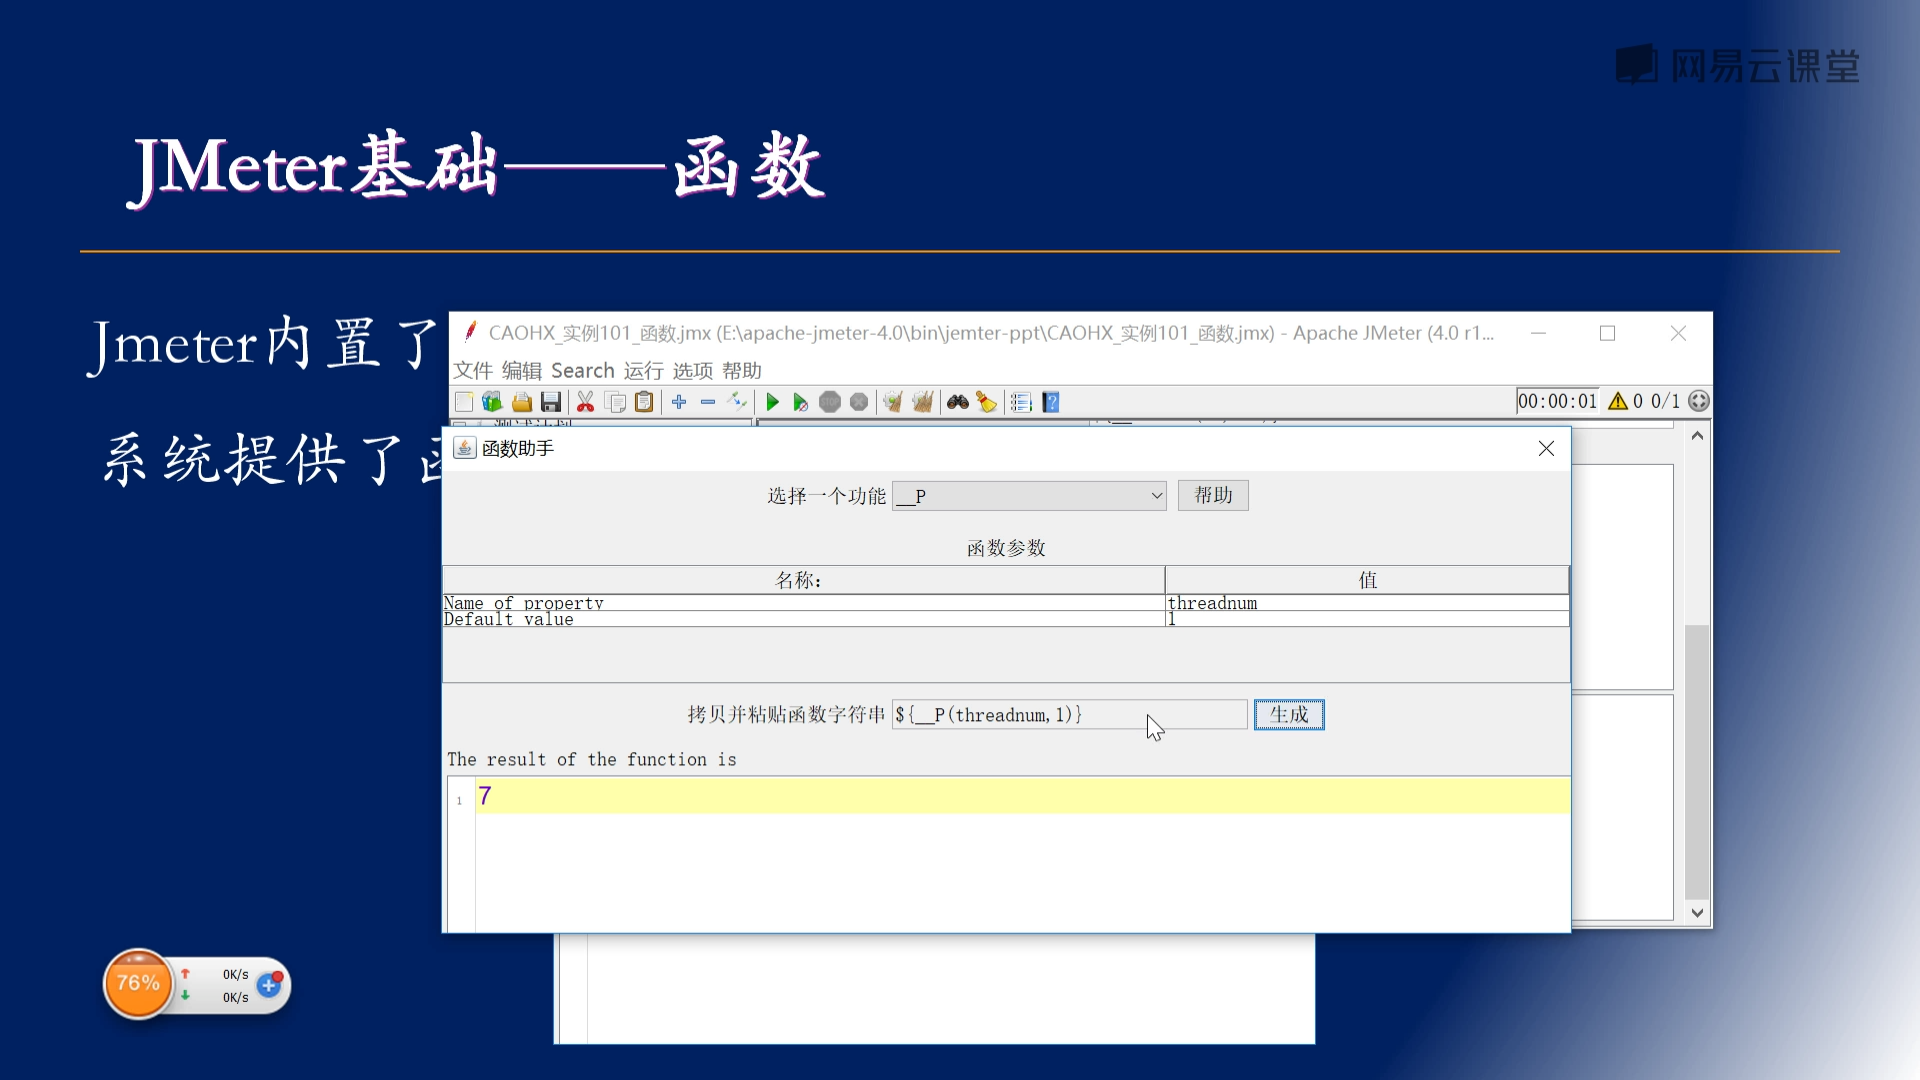 网易云课堂
JMeter基础——函数
Jmeter内置了
系统提供了
CAOHX_实例101_函数.jmx (E:\apache-jmeter-4.0\bin\jemter-ppt\CAOHX_实例101_函数.jmx) - Apache JMeter (4.0 r1...
文件 编辑 Search 运行 选项 帮助
00:00:01 0 0/1
测试计划
函数助手
选择一个功能 __P 帮助
函数参数
名称: 值
Name of property threadnum
Default value 1
拷贝并粘贴函数字符串 ${__P(threadnum,1)} 生成
The result of the function is
1 7
76% 0K/s
0K/s